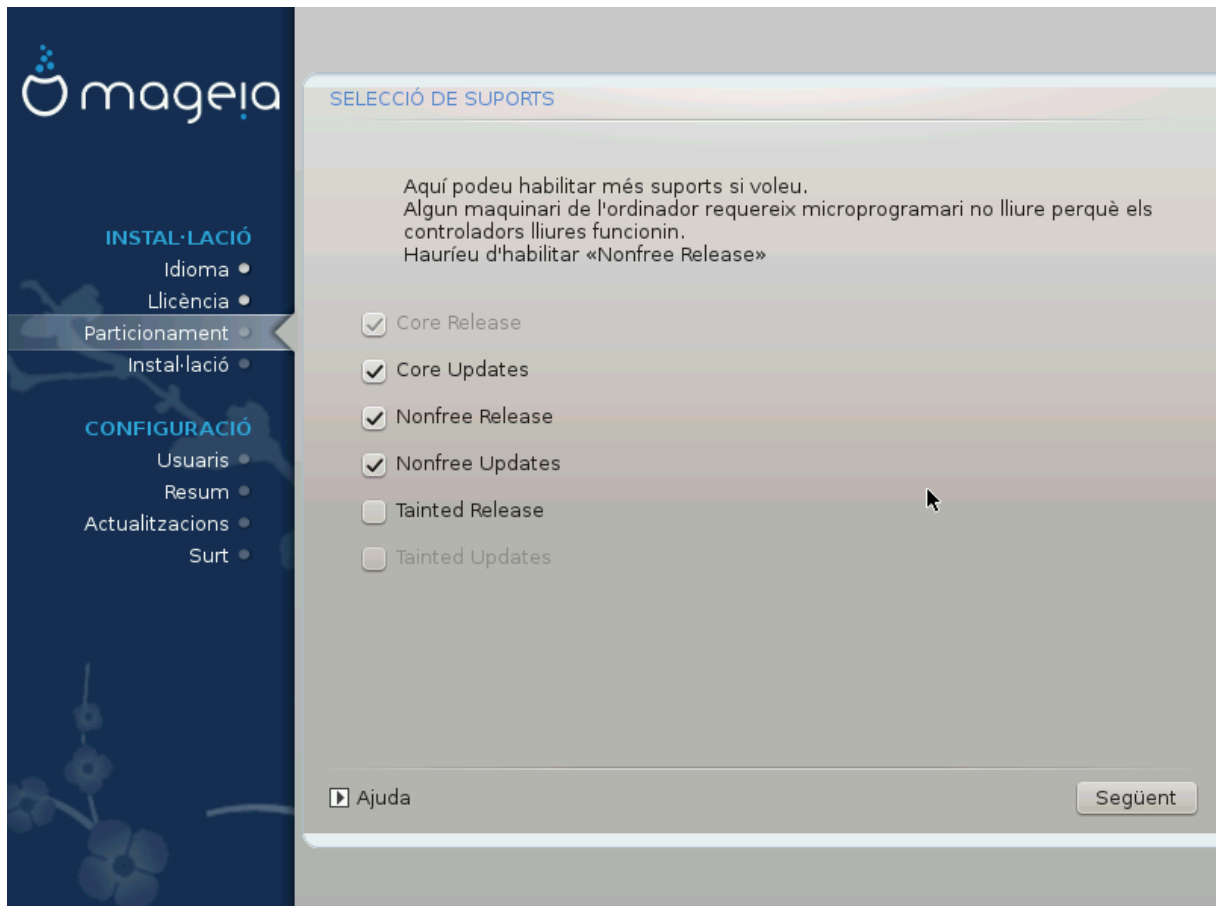 mageia
INSTAL·LACIÓ
Idioma
Llicència
Particionament
Instal·lació
CONFIGURACIÓ
Usuaris
Resum
Actualitzacions
Surt
SELECCIÓ DE SUPORTS
Aquí podeu habilitar més suports si voleu.
Algun maquinari de l'ordinador requereix microprogramari no lliure perquè els
controladors lliures funcionin.
Hauríeu d'habilitar «Nonfree Release»
Core Release
Core Updates
Nonfree Release
Nonfree Updates
Tainted Release
Tainted Updates
Ajuda
Següent